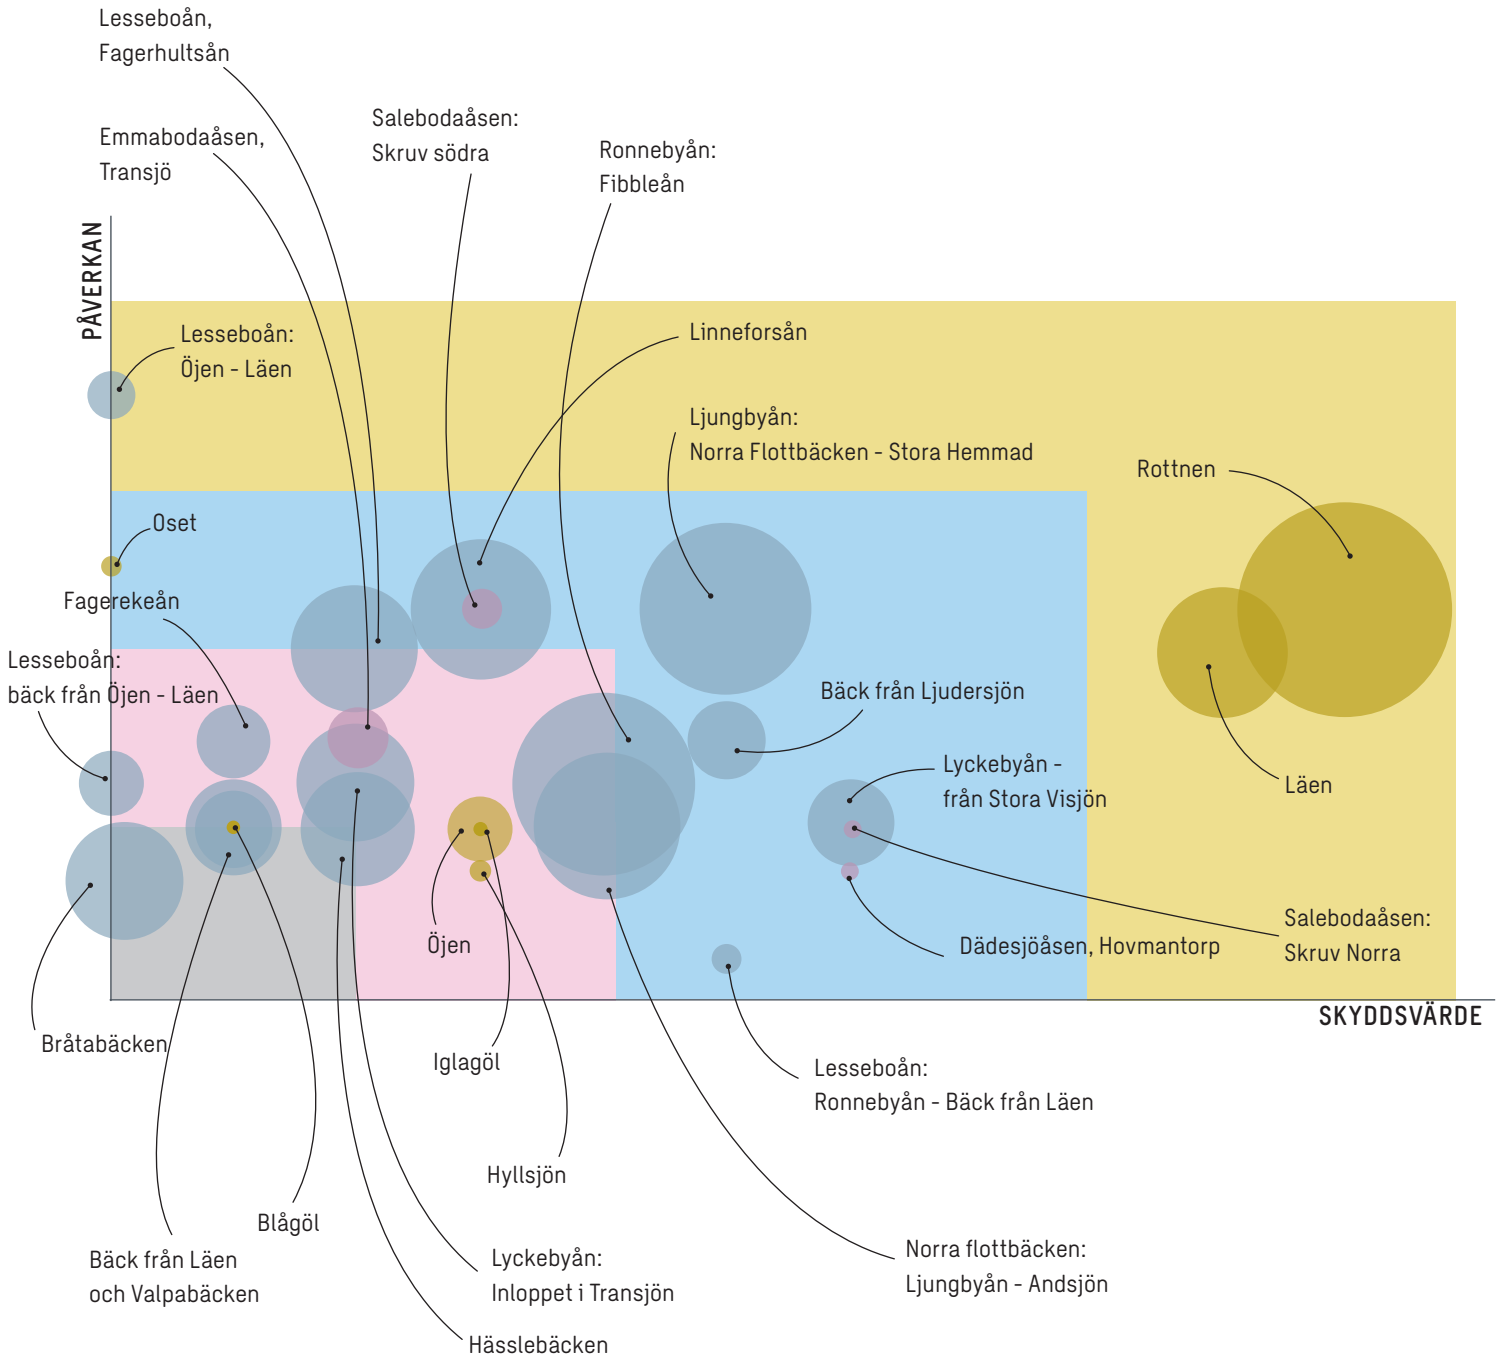 Lesseboån,
Fagerhultsån
Emmabodaåsen,
Transjö
Salebodaåsen:
Skruv södra
Ronnebyån:
Fibbleån
PÅVERKAN
Lesseboån:
Öjen - Läen
Linneforsån
Ljungbyån:
Norra Flottbäcken - Stora Hemmad
Rottnen
Oset
Fagerekeån
Lesseboån:
bäck från Öjen - Läen
Bäck från Ljudersjön
Lyckebyån -
från Stora Visjön
Läen
Öjen
Dädesjöåsen, Hovmantorp
Salebodaåsen:
Skruv Norra
SKYDDSVÄRDE
Bråtabäcken
Iglagöl
Lesseboån:
Ronnebyån - Bäck från Läen
Hyllsjön
Blågöl
Bäck från Läen
och Valpabäcken
Lyckebyån:
Inloppet i Transjön
Norra flottbäcken:
Ljungbyån - Andsjön
Hässlebäcken